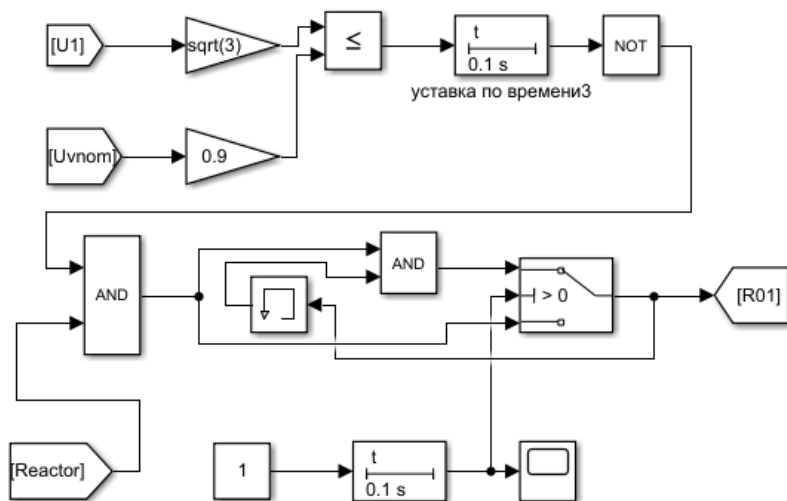 [U1]
sqrt(3)
≤
t
0.1 s
NOT
уставка по времени3
[Uvnom]
0.9
AND
AND
> 0
[R01]
[Reactor]
1
t
0.1 s